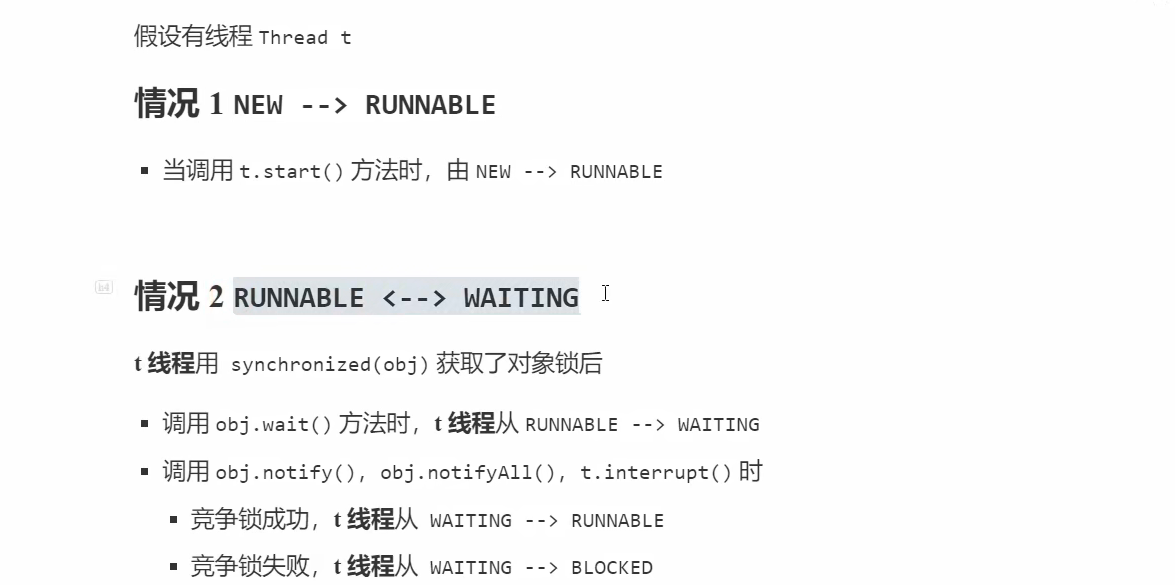 假设有线程 Thread t
情况 1 NEW --> RUNNABLE
▪ 当调用 t.start() 方法时，由 NEW --> RUNNABLE
情况 2 RUNNABLE <--> WAITING
t 线程用 synchronized(obj) 获取了对象锁后
▪ 调用 obj.wait() 方法时，t 线程从 RUNNABLE --> WAITING
▪ 调用 obj.notify()，obj.notifyAll()，t.interrupt() 时
▪ 竞争锁成功，t 线程从 WAITING --> RUNNABLE
▪ 竞争锁失败，t 线程从 WAITING --> BLOCKED